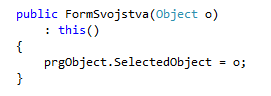 public FormSvojstva(Object o)
    : this()
{
    prgObject.SelectedObject = o;
}